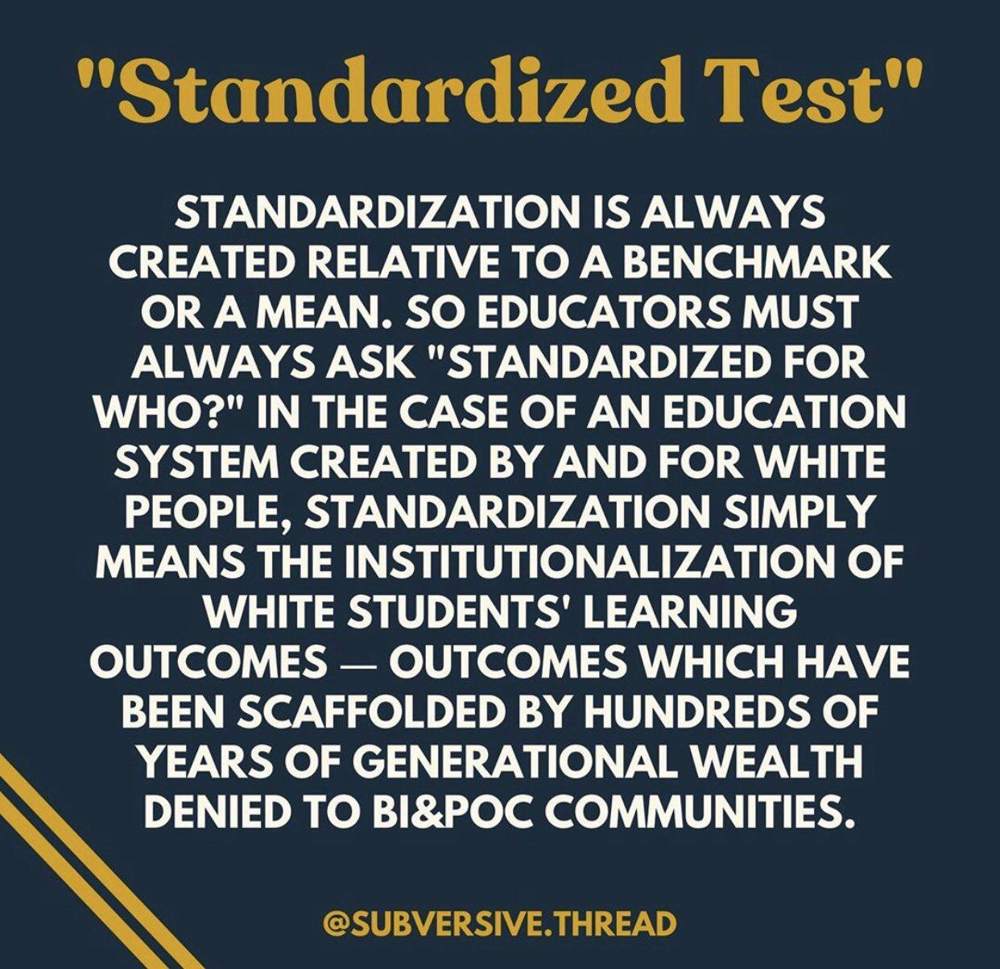 "Standardized Test"
STANDARDIZATION IS ALWAYS
CREATED RELATIVE TO A BENCHMARK
OR A MEAN. SO EDUCATORS MUST
ALWAYS ASK "STANDARDIZED FOR
WHO?" IN THE CASE OF AN EDUCATION
SYSTEM CREATED BY AND FOR WHITE
PEOPLE, STANDARDIZATION SIMPLY
MEANS THE INSTITUTIONALIZATION OF
WHITE STUDENTS' LEARNING
OUTCOMES — OUTCOMES WHICH HAVE
BEEN SCAFFOLDED BY HUNDREDS OF
YEARS OF GENERATIONAL WEALTH
DENIED TO BI&POC COMMUNITIES.
@SUBVERSIVE.THREAD